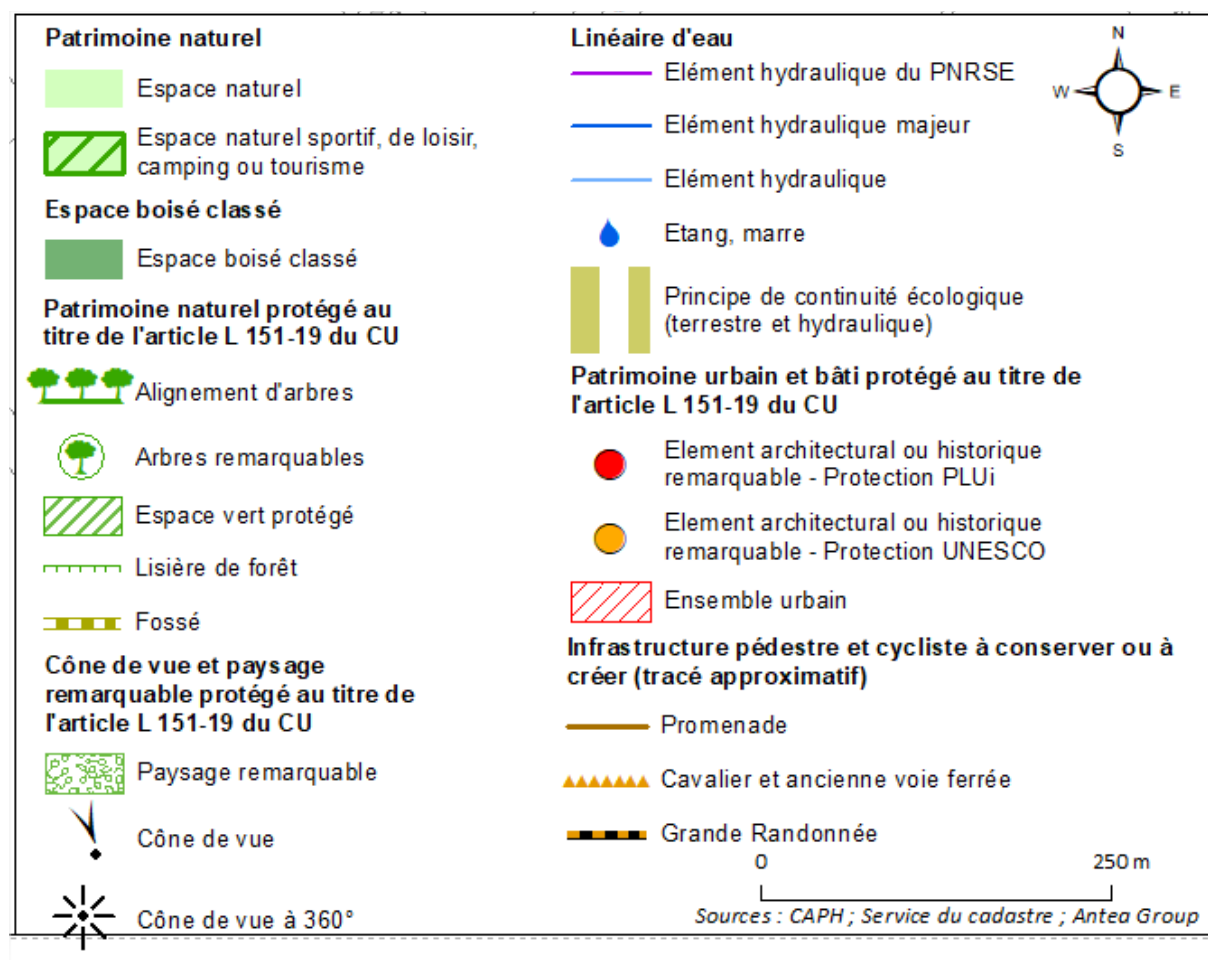 Patrimoine naturel
Espace naturel
Espace naturel sportif, de loisir,
camping ou tourisme
Espace boisé classé
Espace boisé classé
Patrimoine naturel protégé au
titre de l'article L 151-19 du CU
Alignement d'arbres
Arbres remarquables
Espace vert protégé
Lisière de forêt
Fossé
Cône de vue et paysage
remarquable protégé au titre de
l'article L 151-19 du CU
Paysage remarquable
Cône de vue
Cône de vue à 360°
Linéaire d'eau
Elément hydraulique du PNRSE
Elément hydraulique majeur
Elément hydraulique
Etang, marre
Principe de continuité écologique
(terrestre et hydraulique)
Patrimoine urbain et bâti protégé au titre de
l'article L 151-19 du CU
Element architectural ou historique
remarquable - Protection PLUi
Element architectural ou historique
remarquable - Protection UNESCO
Ensemble urbain
Infrastructure pédestre et cycliste à conserver ou à
créer (tracé approximatif)
Promenade
Cavalier et ancienne voie ferrée
Grande Randonnée
N
W E
S
0 250 m
Sources : CAPH ; Service du cadastre ; Antea Group